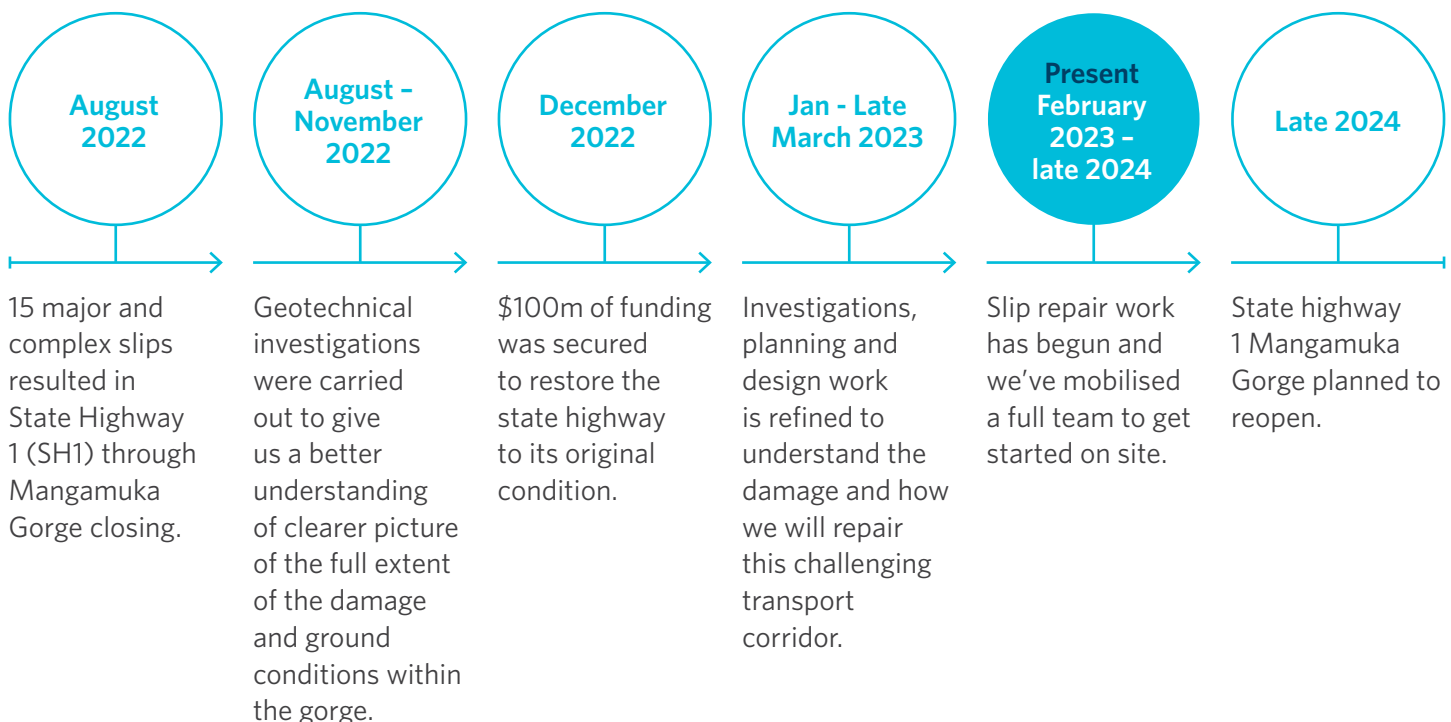 August
2022
15 major and
complex slips
resulted in
State Highway
1 (SH1) through
Mangamuka
Gorge closing.
August –
November
2022
Geotechnical
investigations
were carried
out to give
us a better
understanding
of clearer picture
of the full extent
of the damage
and ground
conditions within
the gorge.
December
2022
$100m of funding
was secured
to restore the
state highway
to its original
condition.
Jan - Late
March 2023
Investigations,
planning and
design work
is refined to
understand the
damage and how
we will repair
this challenging
transport
corridor.
Present
February
2023 –
late 2024
Slip repair work
has begun and
we’ve mobilised
a full team to get
started on site.
Late 2024
State highway
1 Mangamuka
Gorge planned to
reopen.